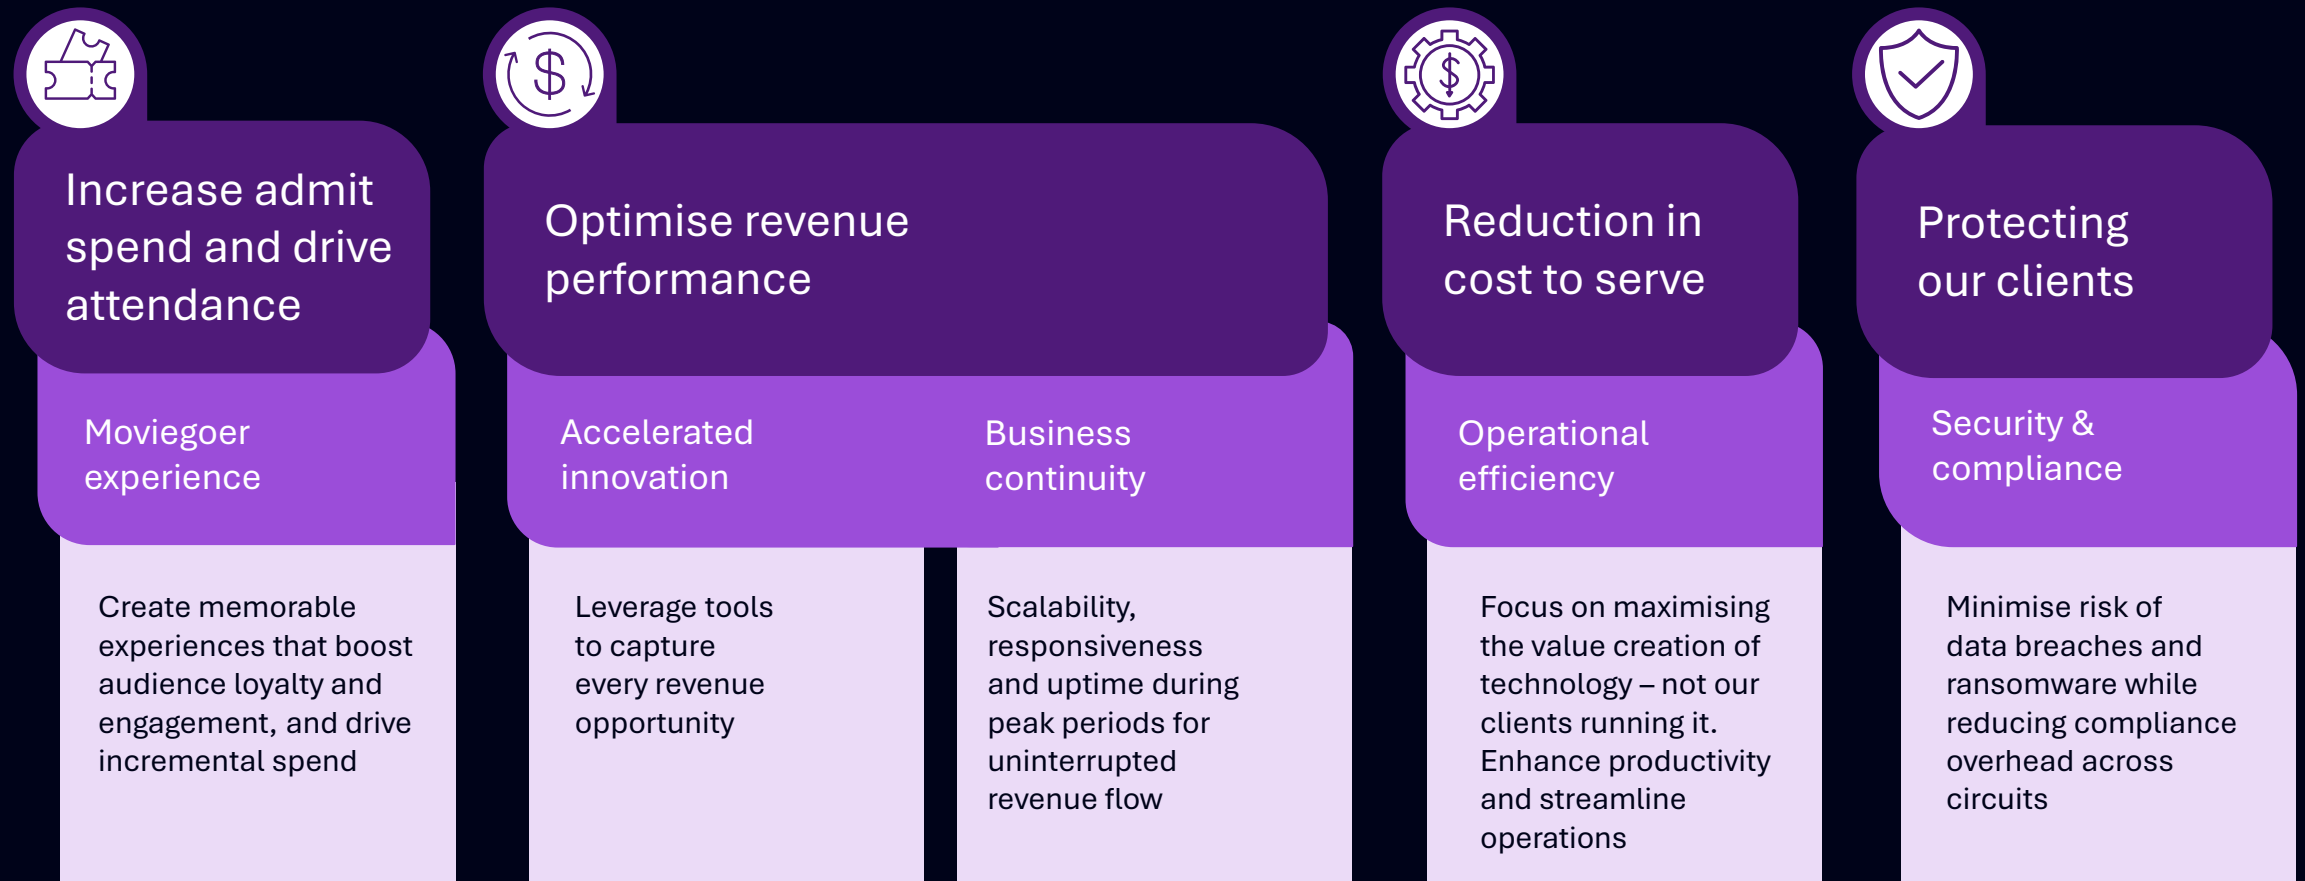 Increase admit
spend and drive
attendance
Moviegoer
experience
Create memorable
experiences that boost
audience loyalty and
engagement, and drive
incremental spend
Optimise revenue
performance
Accelerated
innovation
Leverage tools
to capture
every revenue
opportunity
Business
continuity
Scalability,
responsiveness
and uptime during
peak periods for
uninterrupted
revenue flow
Reduction in
cost to serve
Operational
efficiency
Focus on maximising
the value creation of
technology – not our
clients running it.
Enhance productivity
and streamline
operations
Protecting
our clients
Security &
compliance
Minimise risk of
data breaches and
ransomware while
reducing compliance
overhead across
circuits